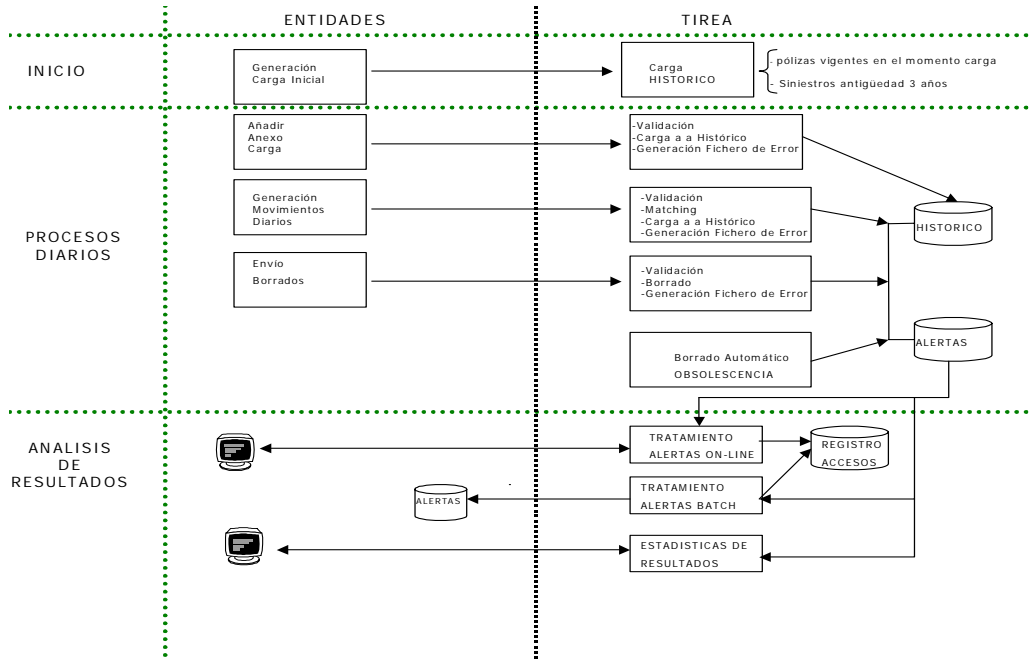 ENTIDADES
TIREA
INICIO
Generación
Carga Inicial
Carga
HISTORICO
- pólizas vigentes en el momento carga
- Siniestros antigüedad 3 años
PROCESOS
DIARIOS
Añadir
Anexo
Carga
-Validación
-Carga a a Histórico
-Generación Fichero de Error
Generación
Movimientos
Diarios
-Validación
-Matching
-Carga a a Histórico
-Generación Fichero de Error
HISTORICO
Envío
Borrados
-Validación
-Borrado
-Generación Fichero de Error
Borrado Automático
OBSOLESCENCIA
ALERTAS
ANALISIS
DE
RESULTADOS
TRATAMIENTO
ALERTAS ON-LINE
REGISTRO
ACCESOS
ALERTAS
TRATAMIENTO
ALERTAS BATCH
ESTADISTICAS DE
RESULTADOS